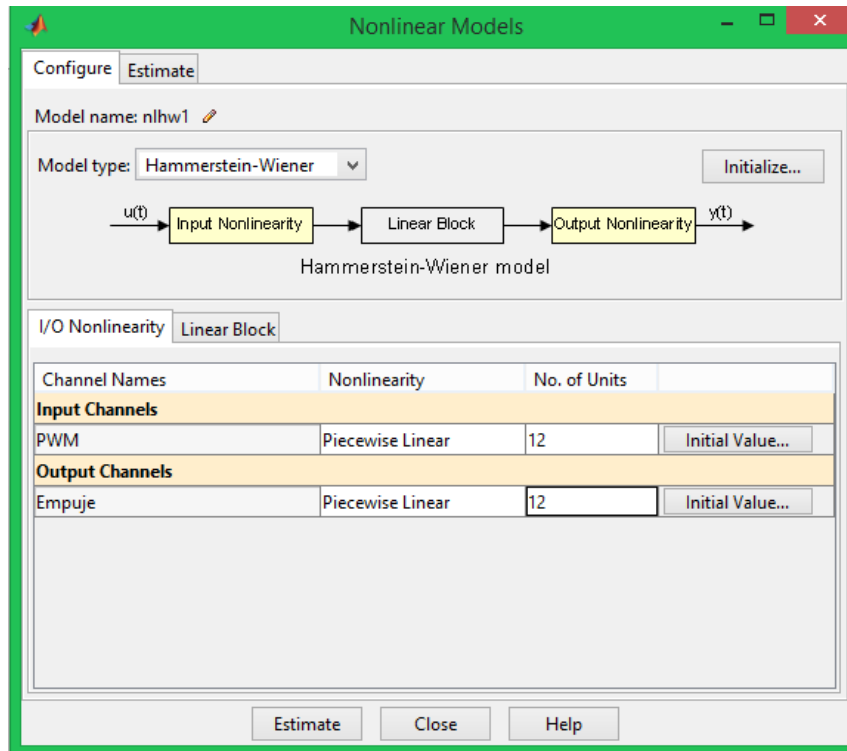 Nonlinear Models
Configure Estimate
Model name: nlhw1
Model type: Hammerstein-Wiener Initialize...
u(t) Input Nonlinearity Linear Block Output Nonlinearity y(t)
Hammerstein-Wiener model
I/O Nonlinearity Linear Block
Channel Names Nonlinearity No. of Units
Input Channels
PWM Piecewise Linear 12 Initial Value...
Output Channels
Empuje Piecewise Linear 12 Initial Value...
Estimate Close Help